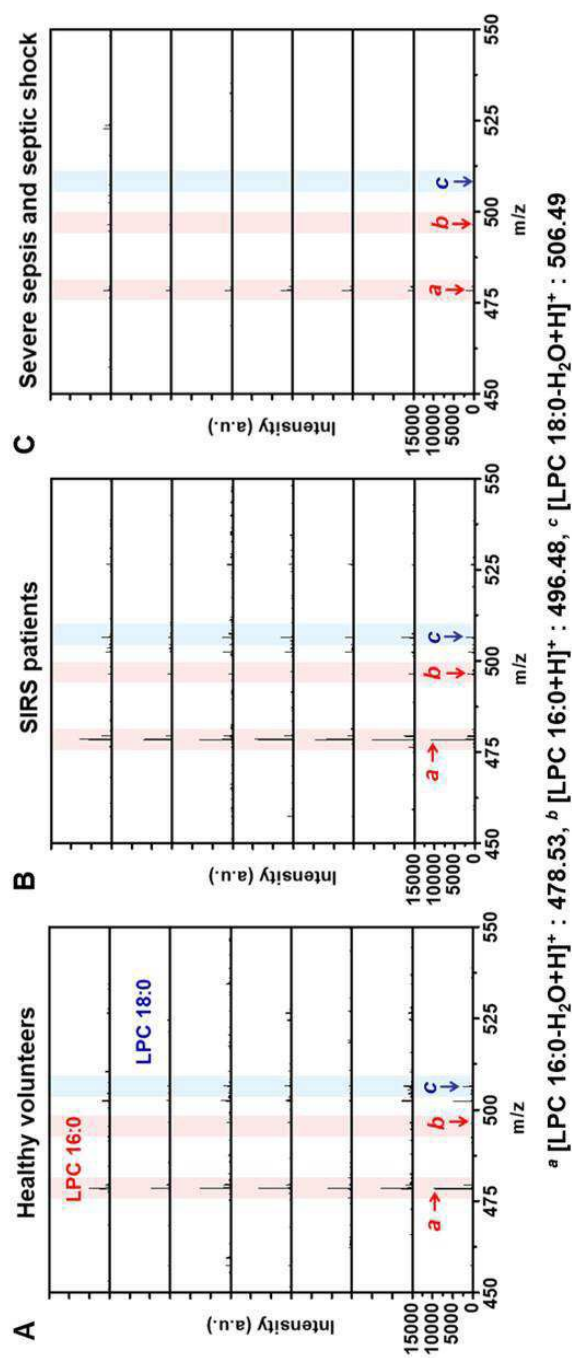 A
Healthy volunteers
LPC 16:0
LPC 18:0
Intensity (a.u.)
15000
10000
5000
0
a
b
c
450
475
500
525
550
m/z
B
SIRS patients
Intensity (a.u.)
15000
10000
5000
0
a
b
c
450
475
500
525
550
m/z
C
Severe sepsis and septic shock
Intensity (a.u.)
15000
10000
5000
0
a
b
c
450
475
500
525
550
m/z
a [LPC 16:0-H₂O+H]⁺ : 478.53, b [LPC 16:0+H]⁺ : 496.48, c [LPC 18:0-H₂O+H]⁺ : 506.49